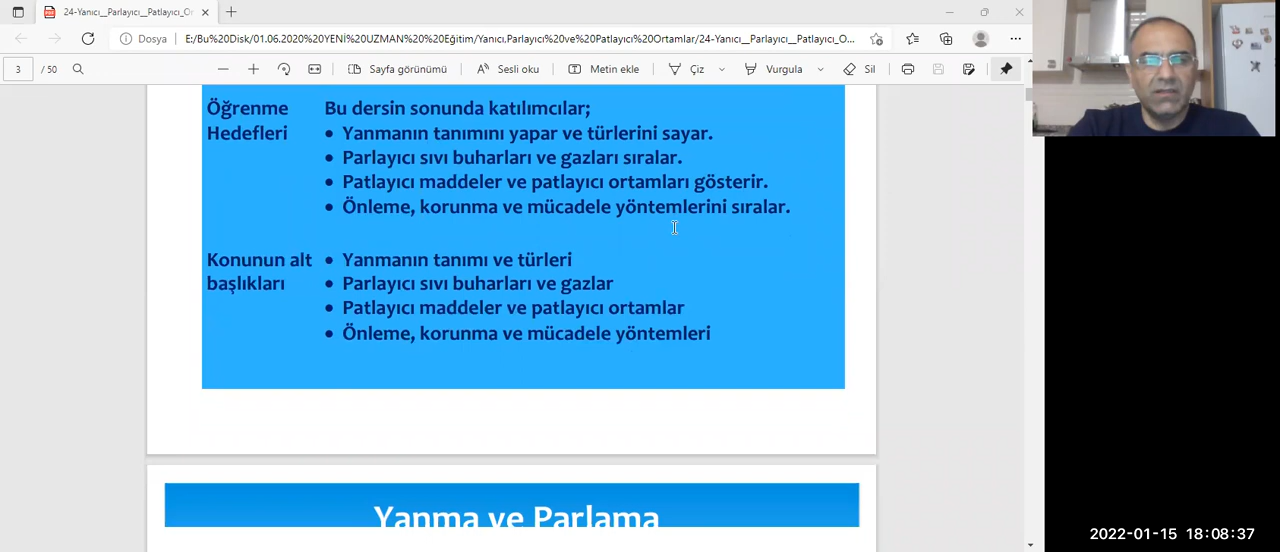 24-Yanıcı__Parlayıcı__Patlayıcı_Or
Dosya
E:/Bu%20Disk/01.06.2020%20YENİ%20UZMAN%20%20Eğitim/Yanıcı.Parlayıcı%20ve%20Patlayıcı%20Ortamlar/24-Yanıcı__Parlayıcı__Patlayıcı_O...
3 / 50
Sayfa görünümü
Sesli oku
Metin ekle
Çiz
Vurgula
Sil
Öğrenme Hedefleri
Bu dersin sonunda katılımcılar;
• Yanmanın tanımını yapar ve türlerini sayar.
• Parlayıcı sıvı buharları ve gazları sıralar.
• Patlayıcı maddeler ve patlayıcı ortamları gösterir.
• Önleme, korunma ve mücadele yöntemlerini sıralar.
Konunun alt başlıkları
• Yanmanın tanımı ve türleri
• Parlayıcı sıvı buharları ve gazlar
• Patlayıcı maddeler ve patlayıcı ortamlar
• Önleme, korunma ve mücadele yöntemleri
Yanma ve Parlama
2022-01-15 18:08:37